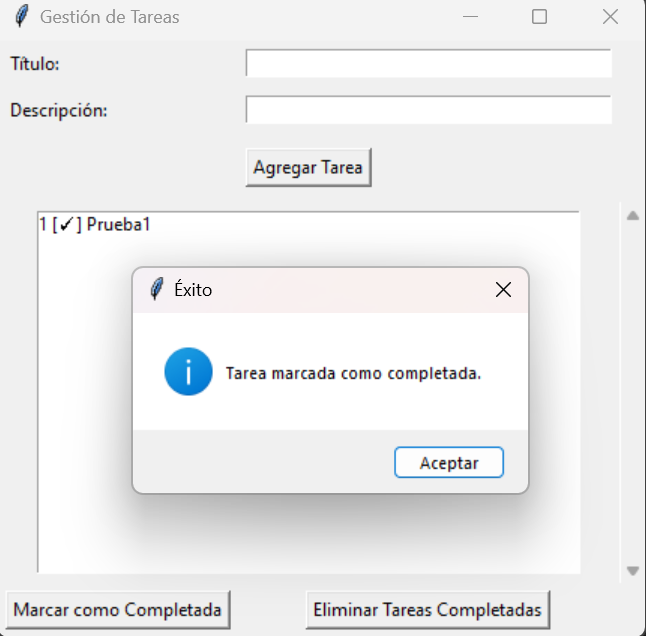 Gestión de Tareas
Título:
Descripción:
Agregar Tarea
1 [✓] Prueba1
Éxito
Tarea marcada como completada.
Aceptar
Marcar como Completada
Eliminar Tareas Completadas